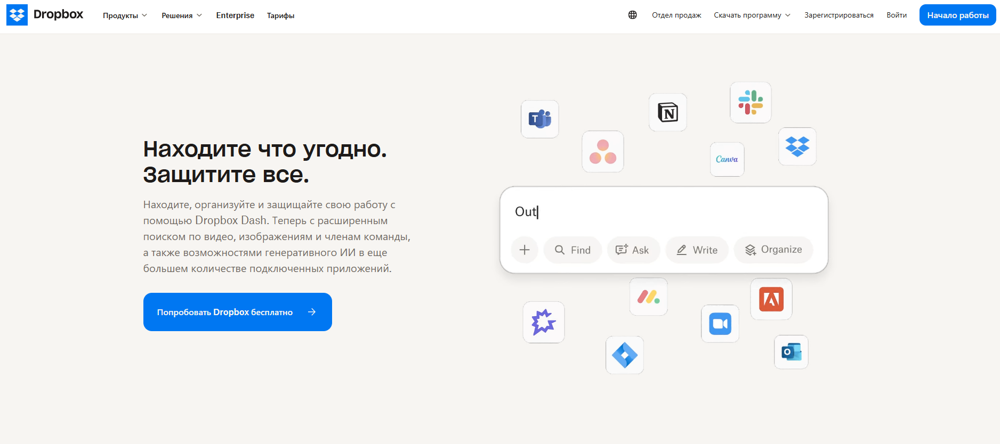 Dropbox
Продукты
Решения
Enterprise
Тарифы
Отдел продаж
Скачать программу
Зарегистрироваться
Войти
Начало работы
Находите что угодно.
Защитите все.
Находите, организуйте и защищайте свою работу с
помощью Dropbox Dash. Теперь с расширенным
поиском по видео, изображениям и членам команды,
а также возможностями генеративного ИИ в еще
большем количестве подключенных приложений.
Попробовать Dropbox бесплатно
T
N
Canva
Out
Find
Ask
Write
Organize
O